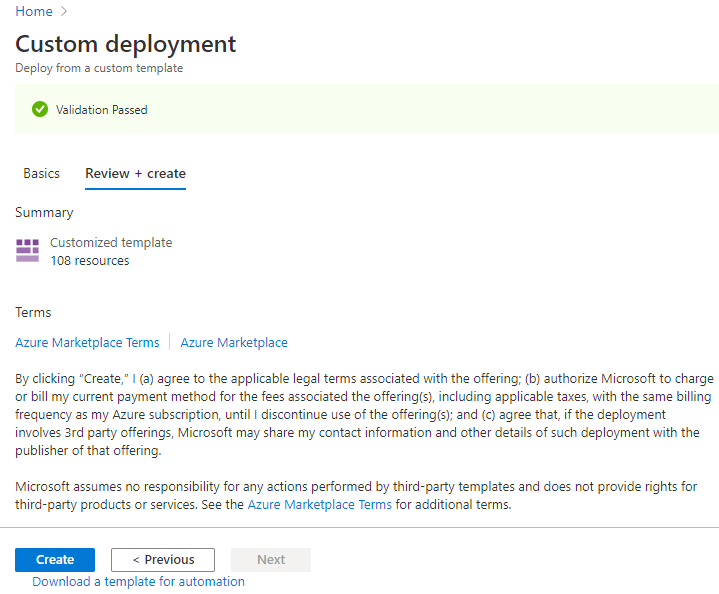 Home >
Custom deployment
Deploy from a custom template
Validation Passed
Basics
Review + create
Summary
Customized template
108 resources
Terms
Azure Marketplace Terms | Azure Marketplace
By clicking “Create,” I (a) agree to the applicable legal terms associated with the offering; (b) authorize Microsoft to charge
or bill my current payment method for the fees associated the offering(s), including applicable taxes, with the same billing
frequency as my Azure subscription, until I discontinue use of the offering(s); and (c) agree that, if the deployment
involves 3rd party offerings, Microsoft may share my contact information and other details of such deployment with the
publisher of that offering.
Microsoft assumes no responsibility for any actions performed by third-party templates and does not provide rights for
third-party products or services. See the Azure Marketplace Terms for additional terms.
Create
< Previous
Next
Download a template for automation